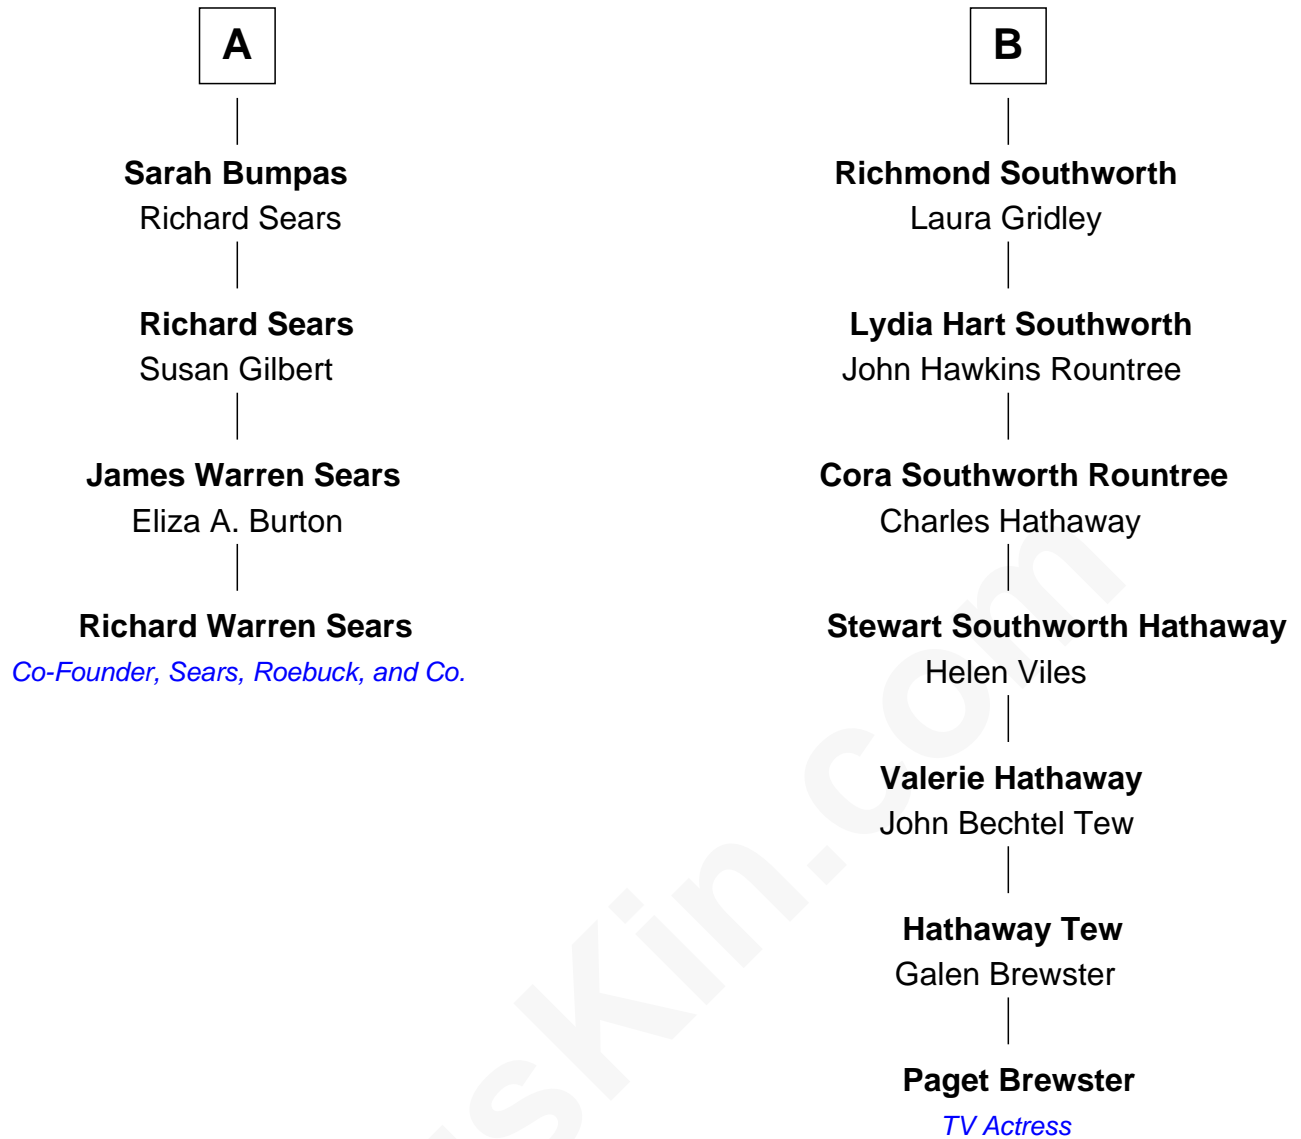 A
Sarah Bumpas
Richard Sears
Richard Sears
Susan Gilbert
James Warren Sears
Eliza A. Burton
Richard Warren Sears
Co-Founder, Sears, Roebuck, and Co.
B
Richmond Southworth
Laura Gridley
Lydia Hart Southworth
John Hawkins Rountree
Cora Southworth Rountree
Charles Hathaway
Stewart Southworth Hathaway
Helen Viles
Valerie Hathaway
John Bechtel Tew
Hathaway Tew
Galen Brewster
Paget Brewster
TV Actress
sKin.com